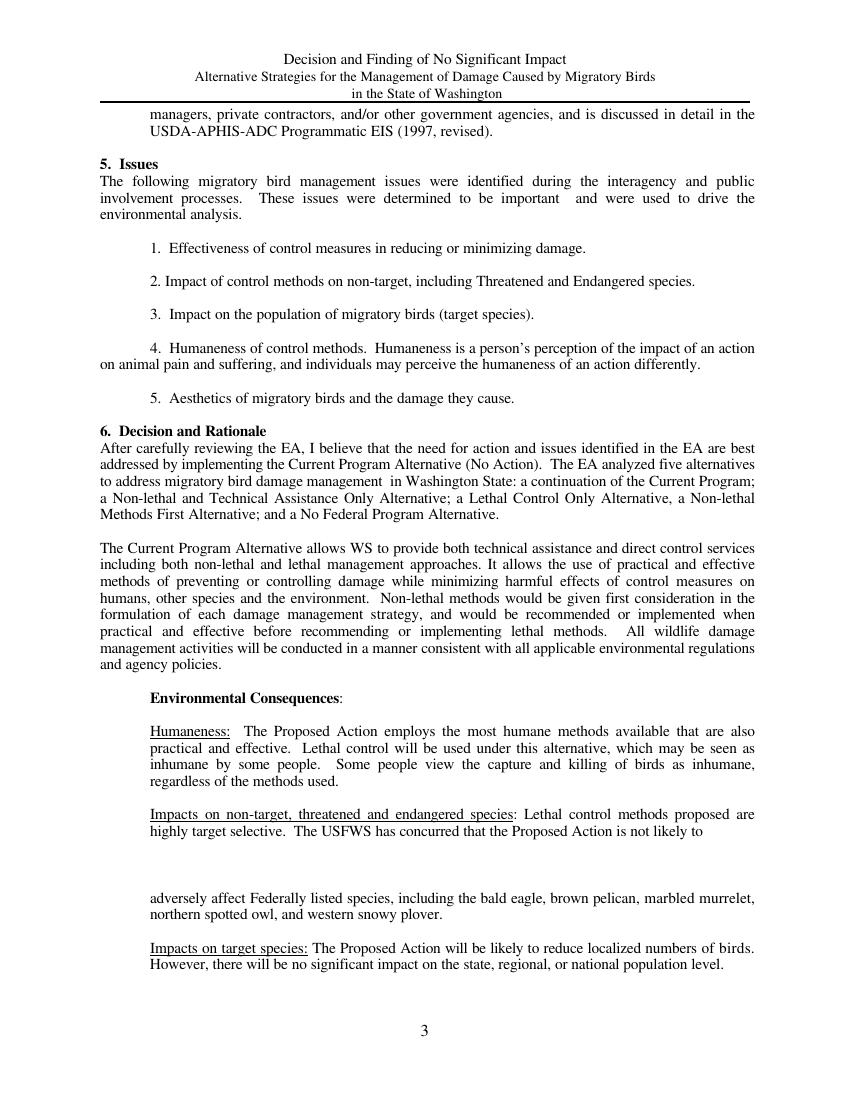 Decision and Finding of No Significant Impact
Alternative Strategies for the Management of Damage Caused by Migratory Birds
in the State of Washington
managers, private contractors, and/or other government agencies, and is discussed in detail in the
USDA-APHIS-ADC Programmatic EIS (1997, revised).
5. Issues
The following migratory bird management issues were identified during the interagency and public
involvement processes. These issues were determined to be important and were used to drive the
environmental analysis.
1. Effectiveness of control measures in reducing or minimizing damage.
2. Impact of control methods on non-target, including Threatened and Endangered species.
3. Impact on the population of migratory birds (target species).
4. Humaneness of control methods. Humaneness is a person's perception of the impact of an action
on animal pain and suffering, and individuals may perceive the humaneness of an action differently.
5. Aesthetics of migratory birds and the damage they cause.
6. Decision and Rationale
After carefully reviewing the EA, I believe that the need for action and issues identified in the EA are best
addressed by implementing the Current Program Alternative (No Action). The EA analyzed five alternatives
to address migratory bird damage management in Washington State: a continuation of the Current Program;
a Non-lethal and Technical Assistance Only Alternative; a Lethal Control Only Alternative, a Non-lethal
Methods First Alternative; and a No Federal Program Alternative.
The Current Program Alternative allows WS to provide both technical assistance and direct control services
including both non-lethal and lethal management approaches. It allows the use of practical and effective
methods of preventing or controlling damage while minimizing harmful effects of control measures on
humans, other species and the environment. Non-lethal methods would be given first consideration in the
formulation of each damage management strategy, and would be recommended or implemented when
practical and effective before recommending or implementing lethal methods. All wildlife damage
management activities will be conducted in a manner consistent with all applicable environmental regulations
and agency policies.
Environmental Consequences:
Humaneness: The Proposed Action employs the most humane methods available that are also
practical and effective. Lethal control will be used under this alternative, which may be seen as
inhumane by some people. Some people view the capture and killing of birds as inhumane,
regardless of the methods used.
Impacts on non-target, threatened and endangered species: Lethal control methods proposed are
highly target selective. The USFWS has concurred that the Proposed Action is not likely to
adversely affect Federally listed species, including the bald eagle, brown pelican, marbled murrelet,
northern spotted owl, and western snowy plover.
Impacts on target species: The Proposed Action will be likely to reduce localized numbers of birds.
However, there will be no significant impact on the state, regional, or national population level.
3